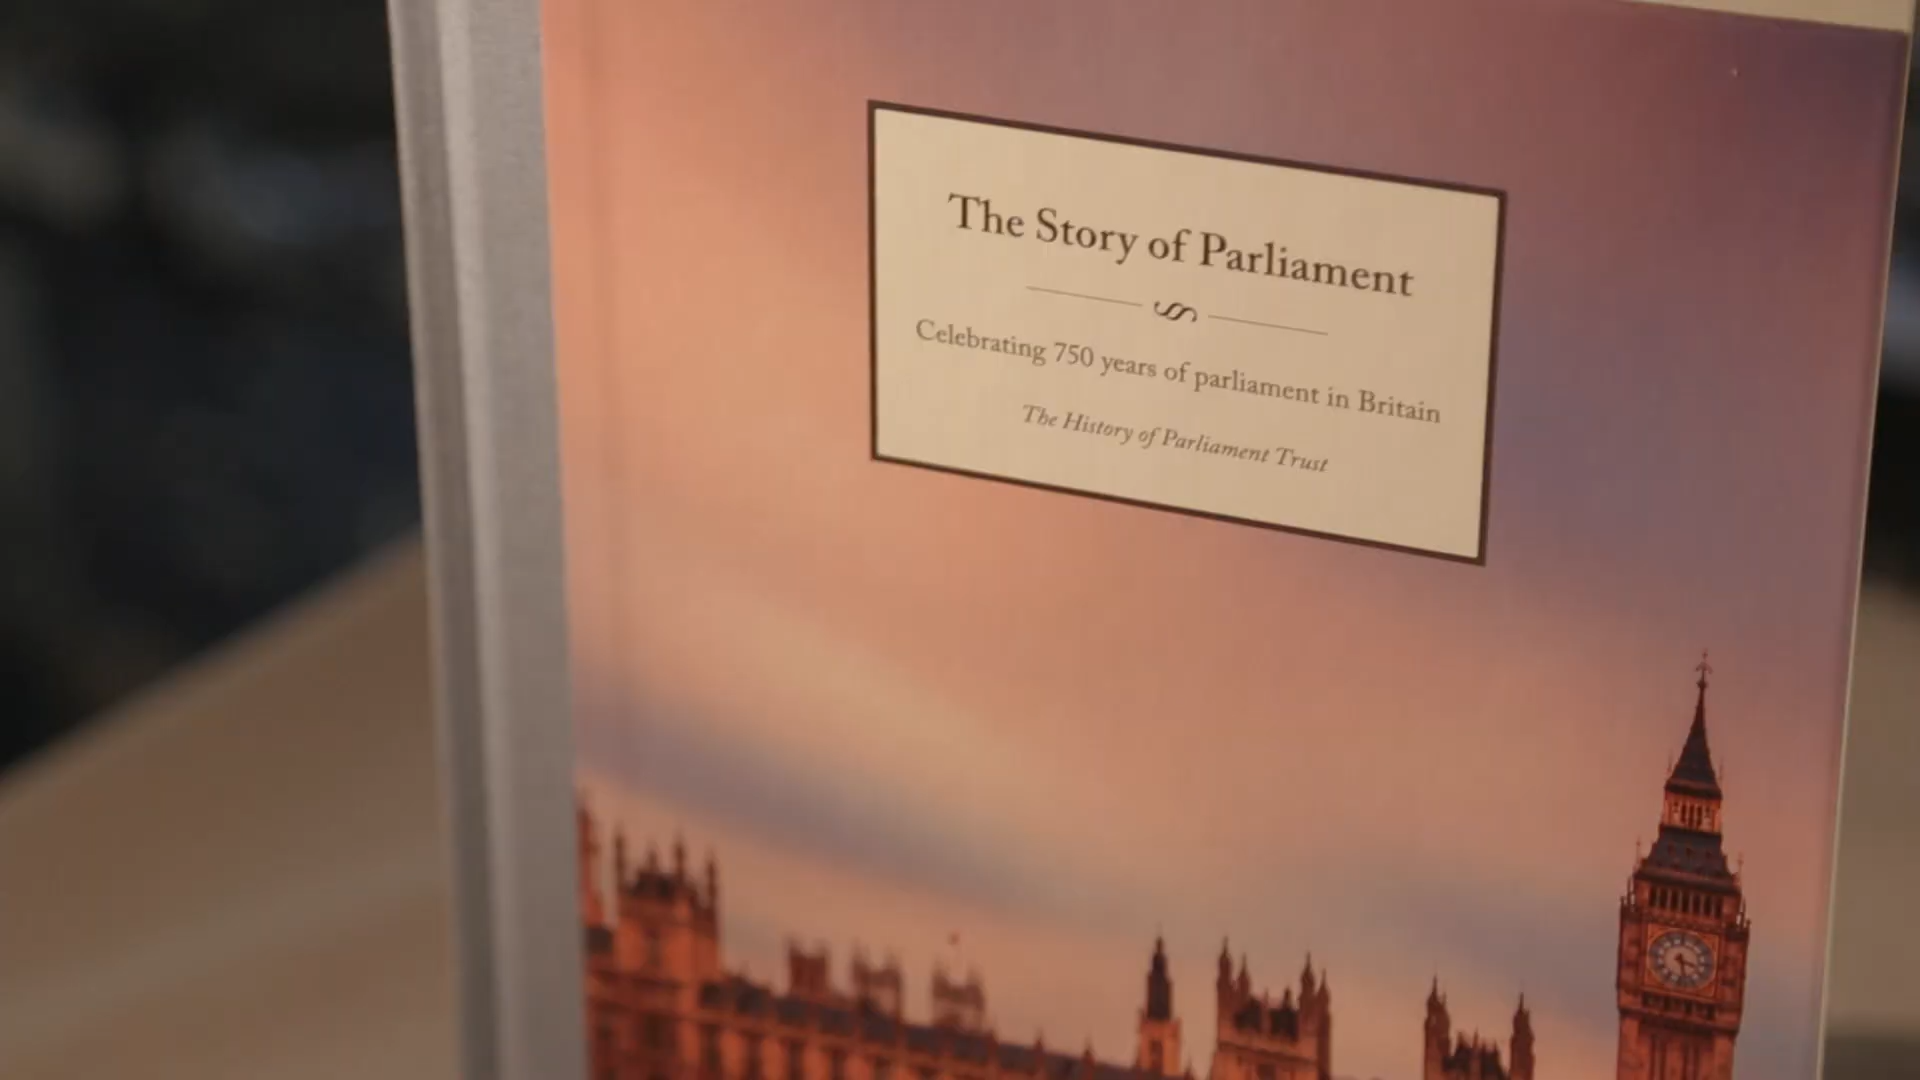 The Story of Parliament
Celebrating 750 years of parliament in Britain
The History of Parliament Trust